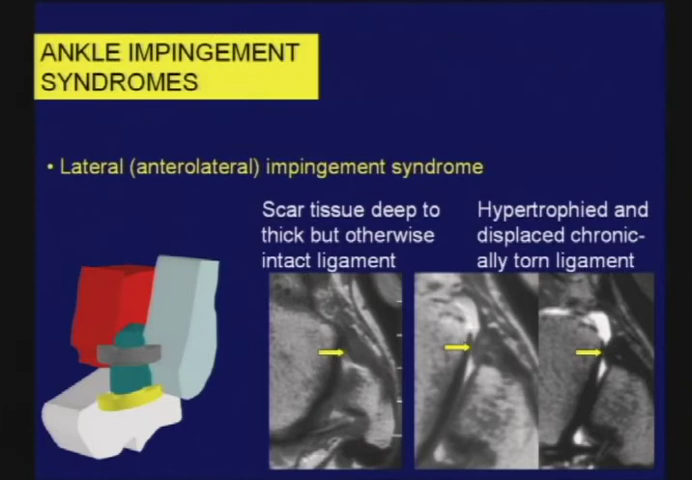 ANKLE IMPINGEMENT
SYNDROMES
• Lateral (anterolateral) impingement syndrome
Scar tissue deep to
thick but otherwise
intact ligament
Hypertrophied and
displaced chronic-
ally torn ligament